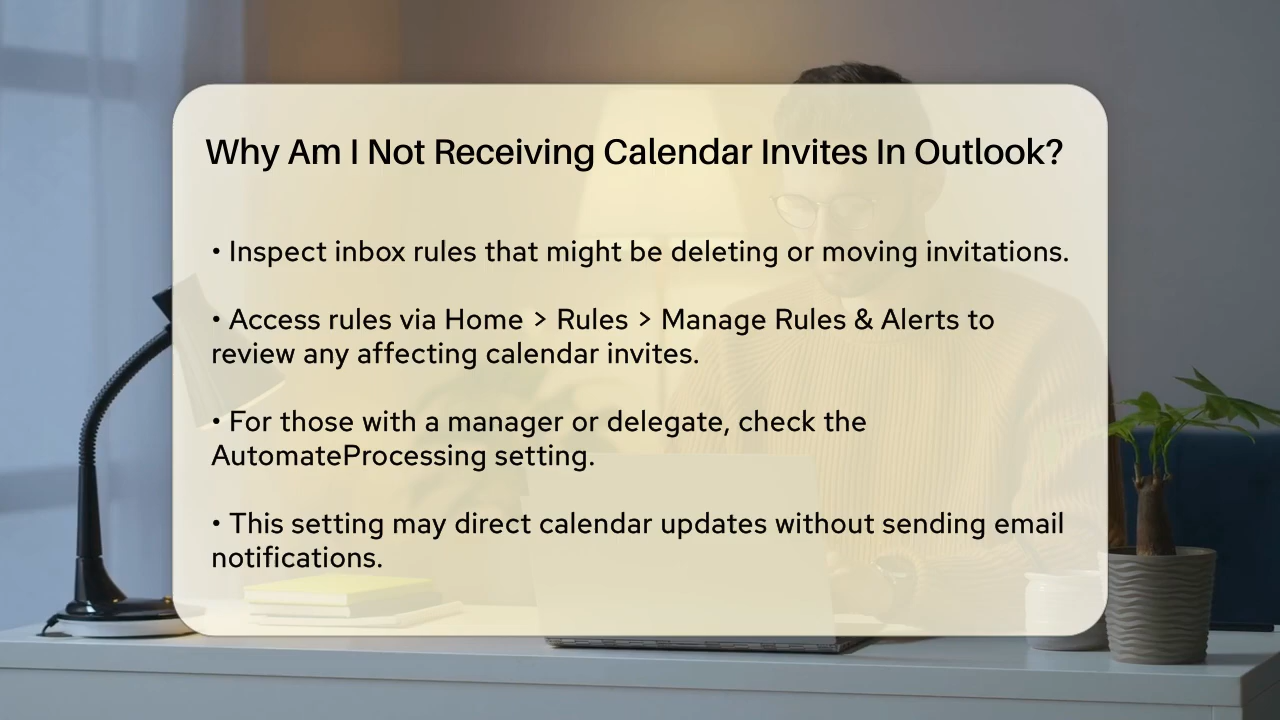 Why Am I Not Receiving Calendar Invites In Outlook?
• Inspect inbox rules that might be deleting or moving invitations.
• Access rules via Home > Rules > Manage Rules & Alerts to
review any affecting calendar invites.
• For those with a manager or delegate, check the
AutomateProcessing setting.
• This setting may direct calendar updates without sending email
notifications.